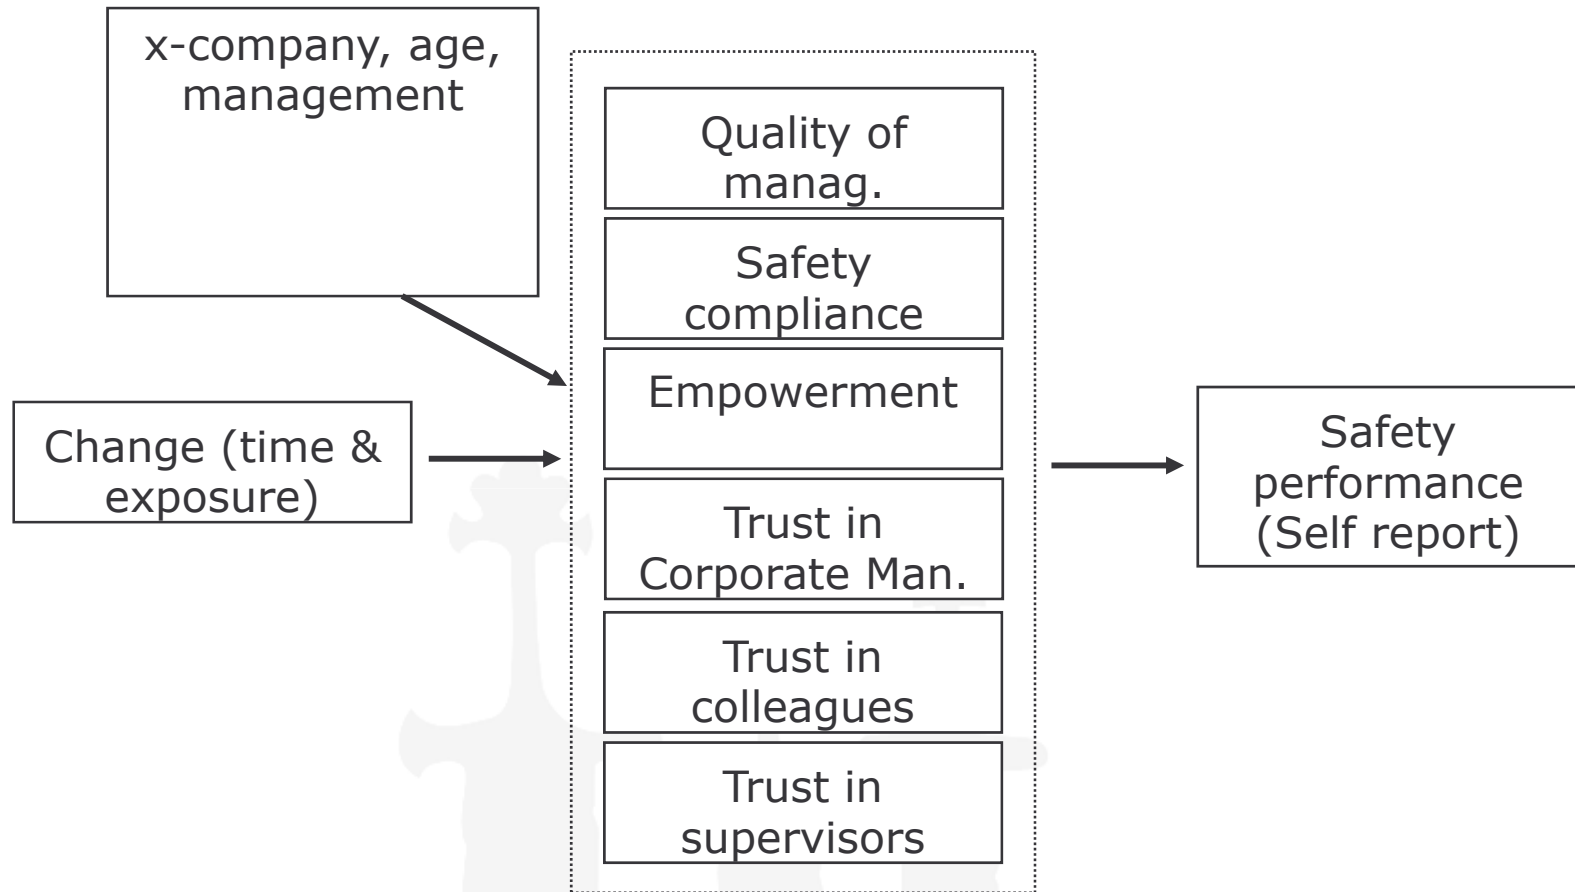 x-company, age,
management
Quality of
manag.
Safety
compliance
Empowerment
Change (time &
exposure)
Trust in
Corporate Man.
Trust in
colleagues
Trust in
supervisors
Safety
performance
(Self report)